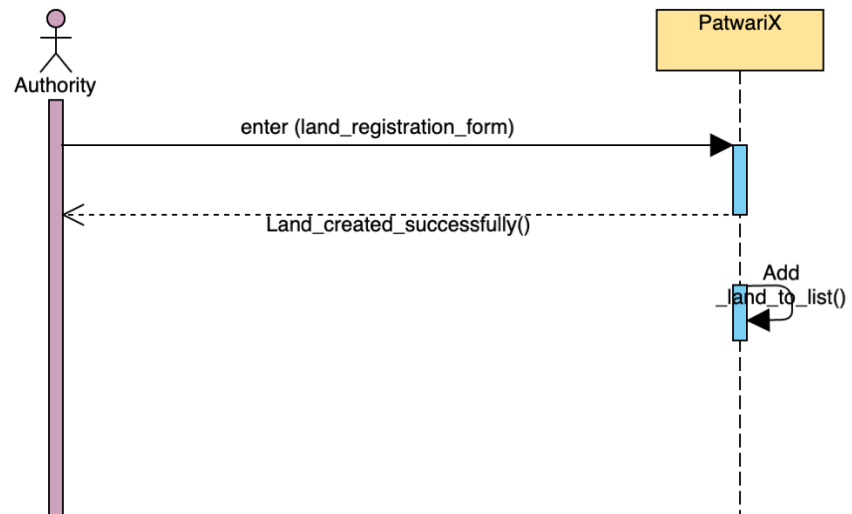 PatwariX
Authority
enter (land_registration_form)
Land_created_successfully()
Add
_land_to_list()